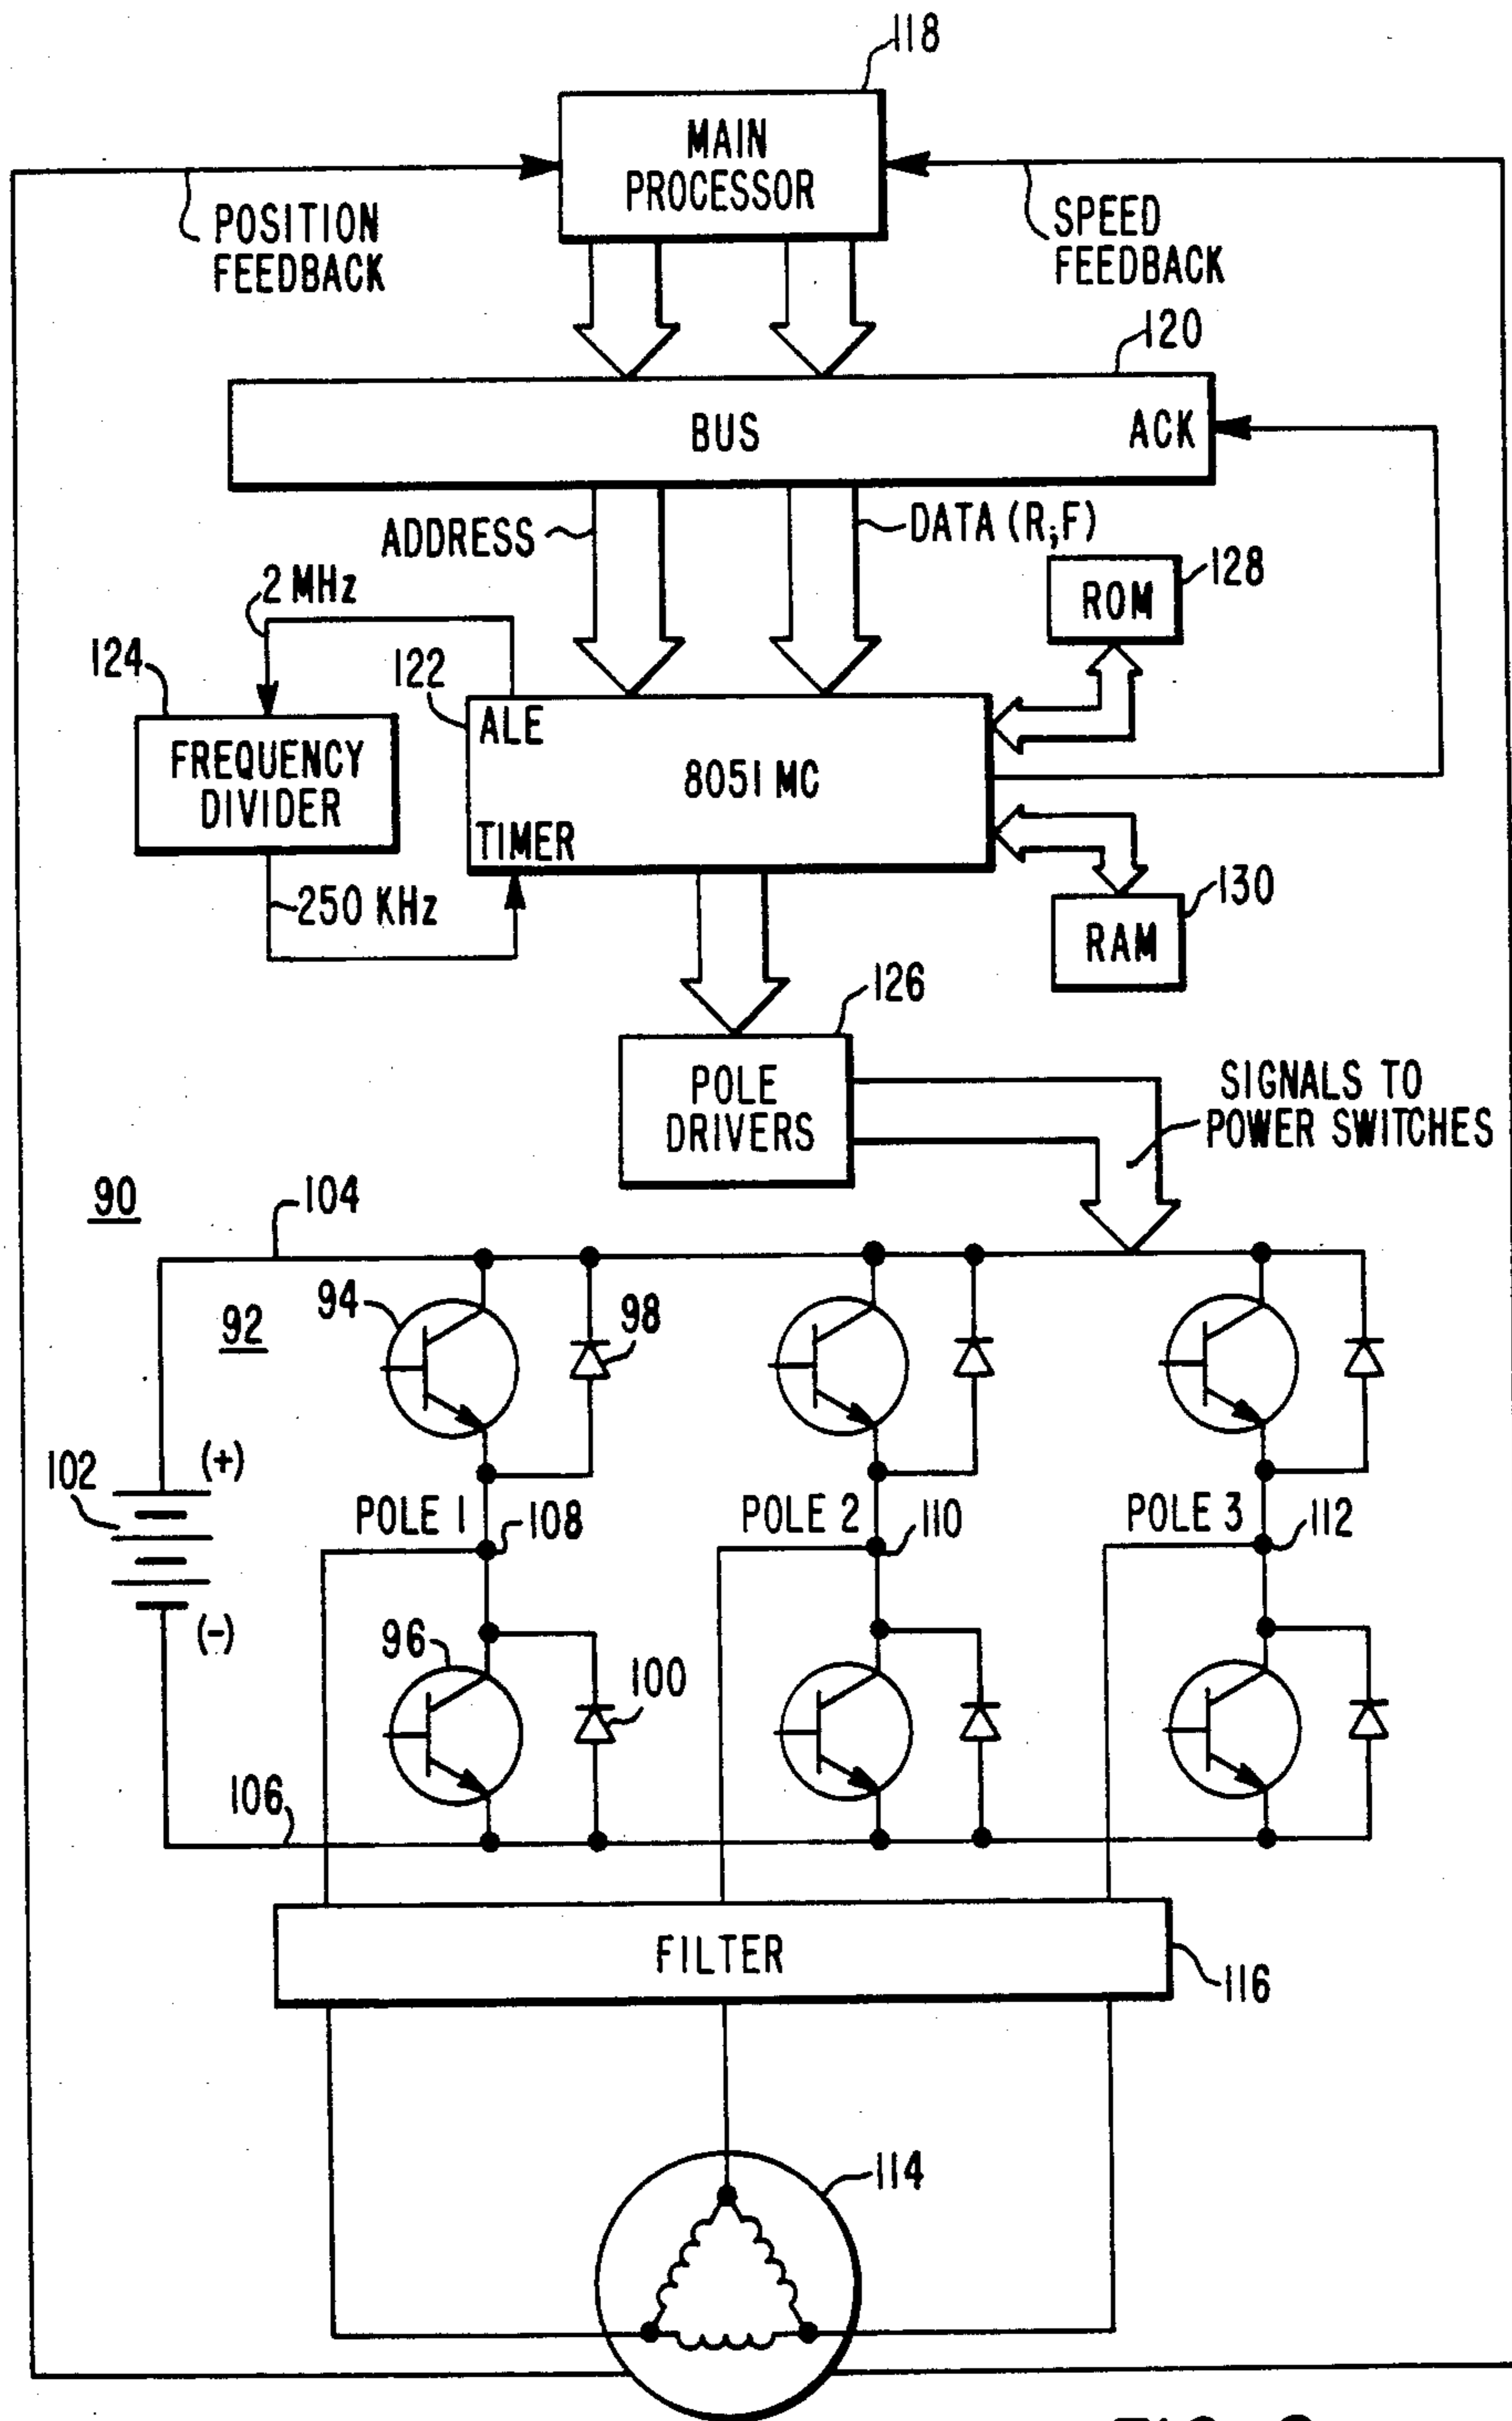 118
MAIN
PROCESSOR
POSITION
FEEDBACK
SPEED
FEEDBACK
120
BUS
ACK
ADDRESS
DATA (R;F)
2 MHz
128
ROM
124
122
ALE
FREQUENCY
DIVIDER
8051 MC
TIMER
250 KHz
130
RAM
126
POLE
DRIVERS
SIGNALS TO
POWER SWITCHES
90
104
94
98
92
(+)
102
POLE 1
108
POLE 2
110
POLE 3
112
(-)
96
100
106
FILTER
116
114